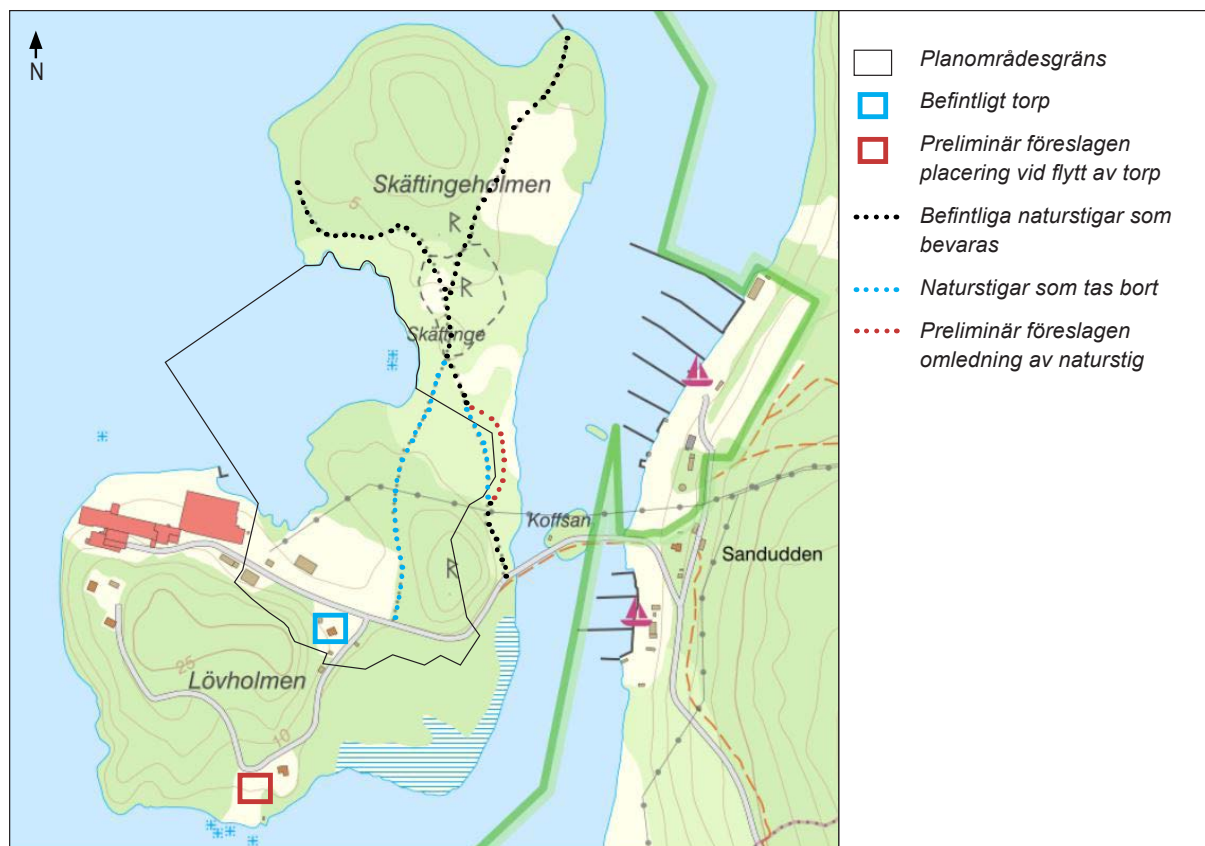 N
Skäftingeholmen
5
R
R
Skäftinge
Koffsan
Sandudden
R
25
Lövholmen
10
Planområdesgräns
Befintligt torp
Preliminär föreslagen
placering vid flytt av torp
Befintliga naturstigar som
bevaras
Naturstigar som tas bort
Preliminär föreslagen
omledning av naturstig